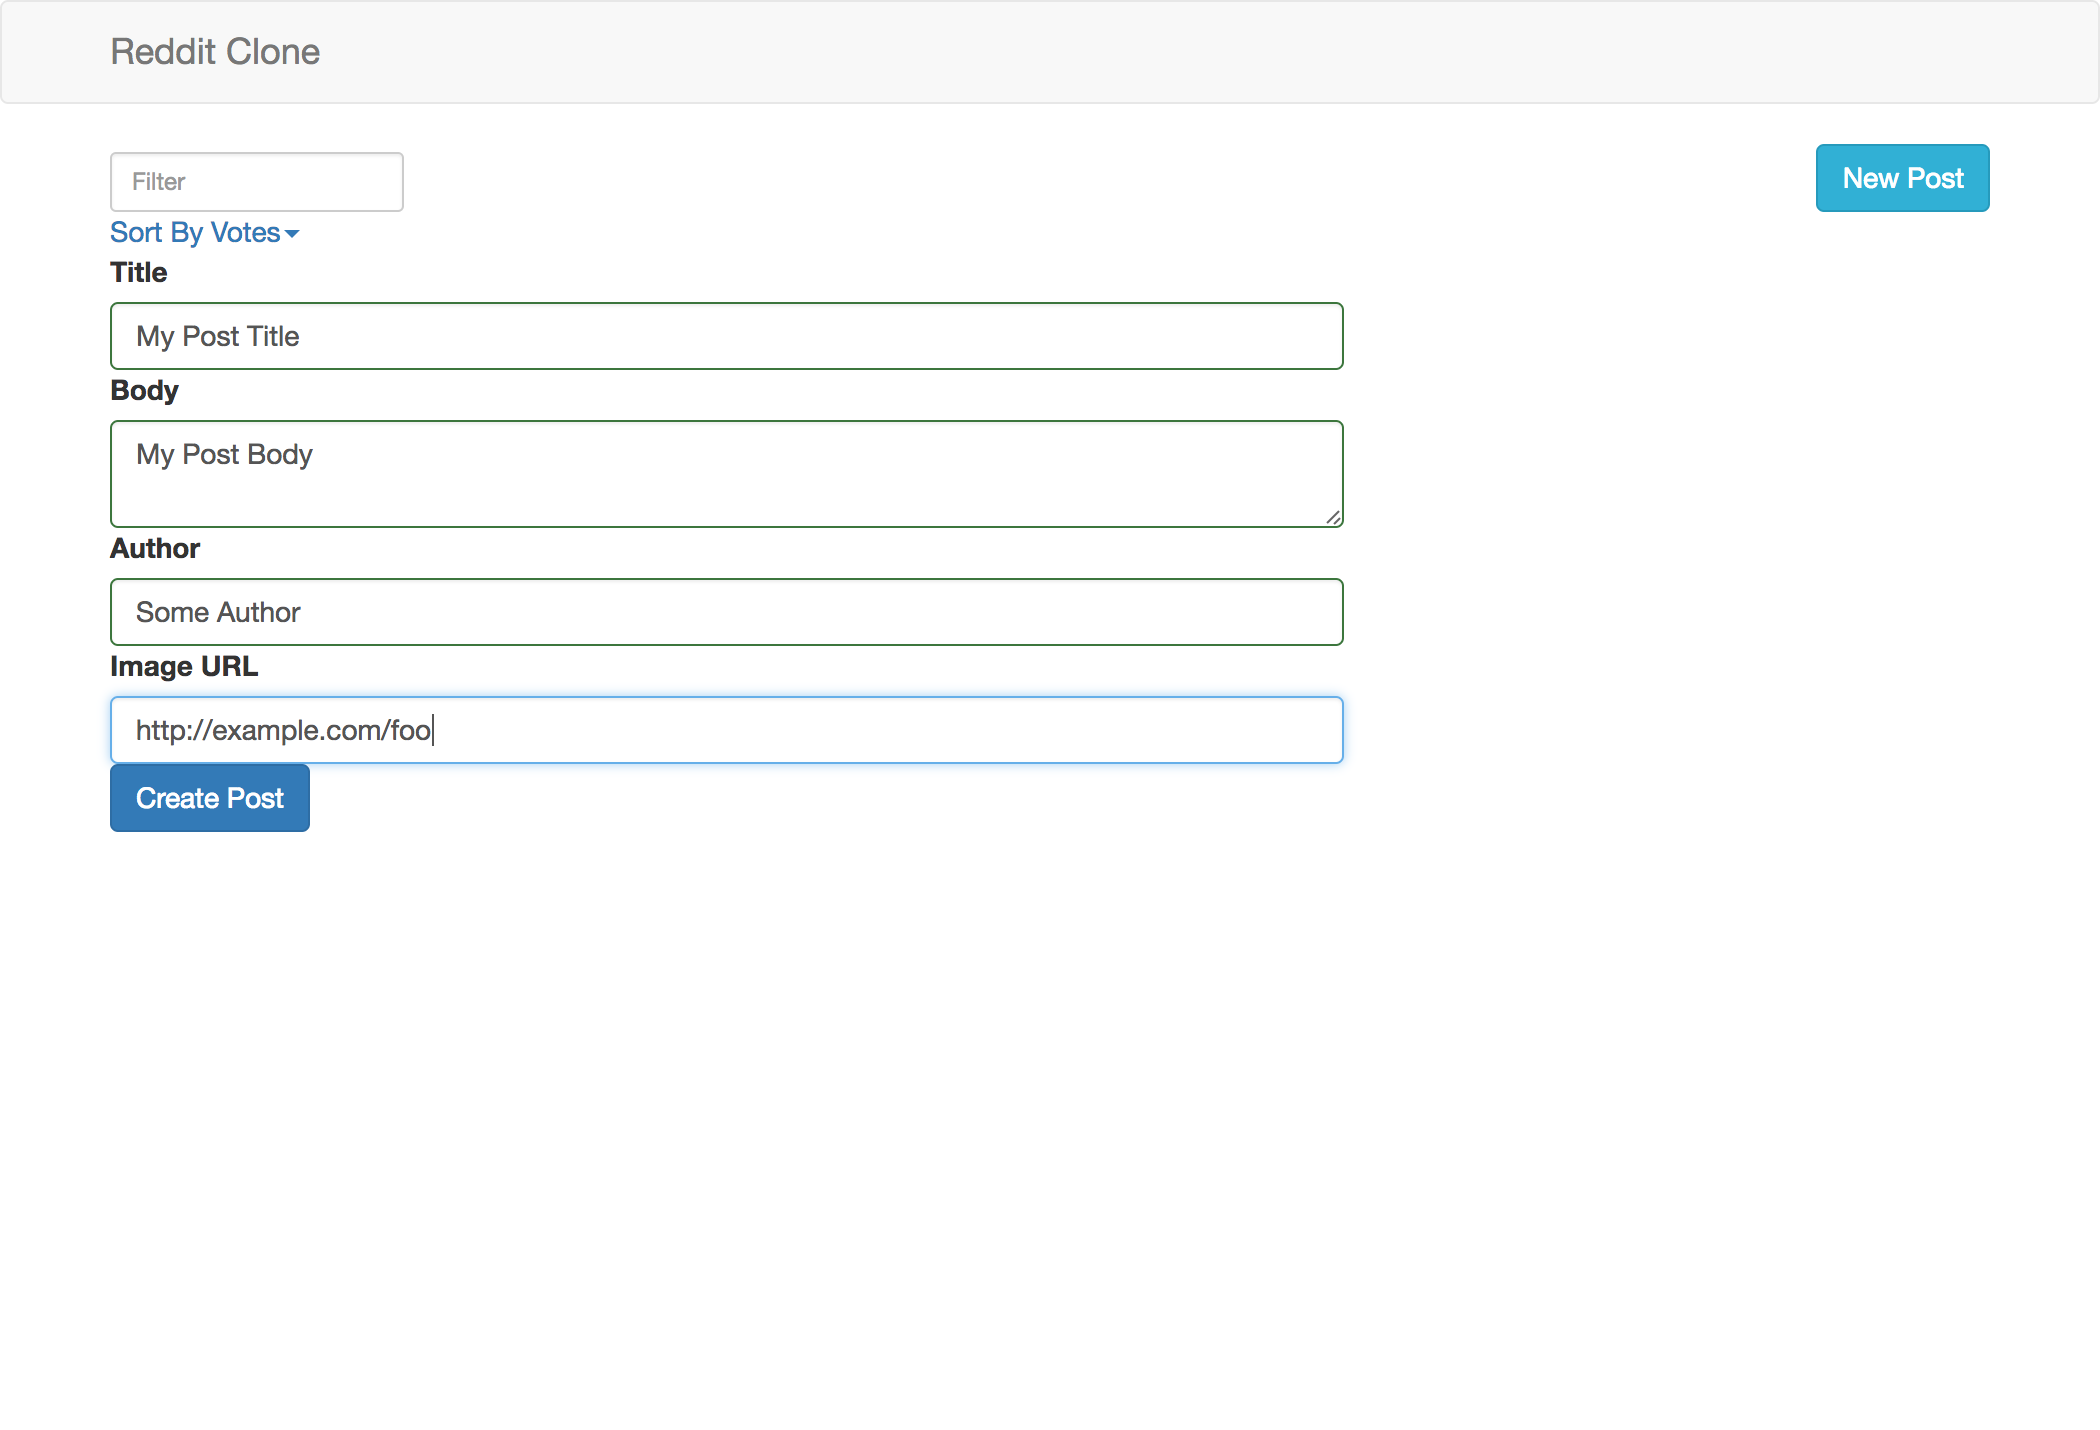 Reddit Clone
Filter
New Post
Sort By Votes
Title
My Post Title
Body
My Post Body
Author
Some Author
Image URL
http://example.com/foo
Create Post